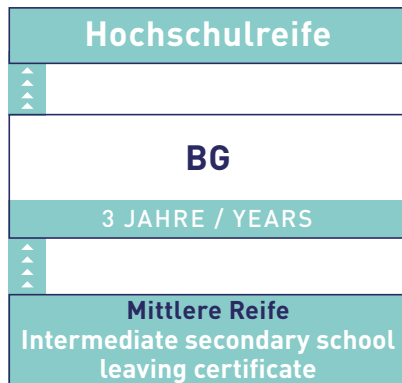 Hochschulreife
BG
3 JAHRE / YEARS
Mittlere Reife
Intermediate secondary school
leaving certificate